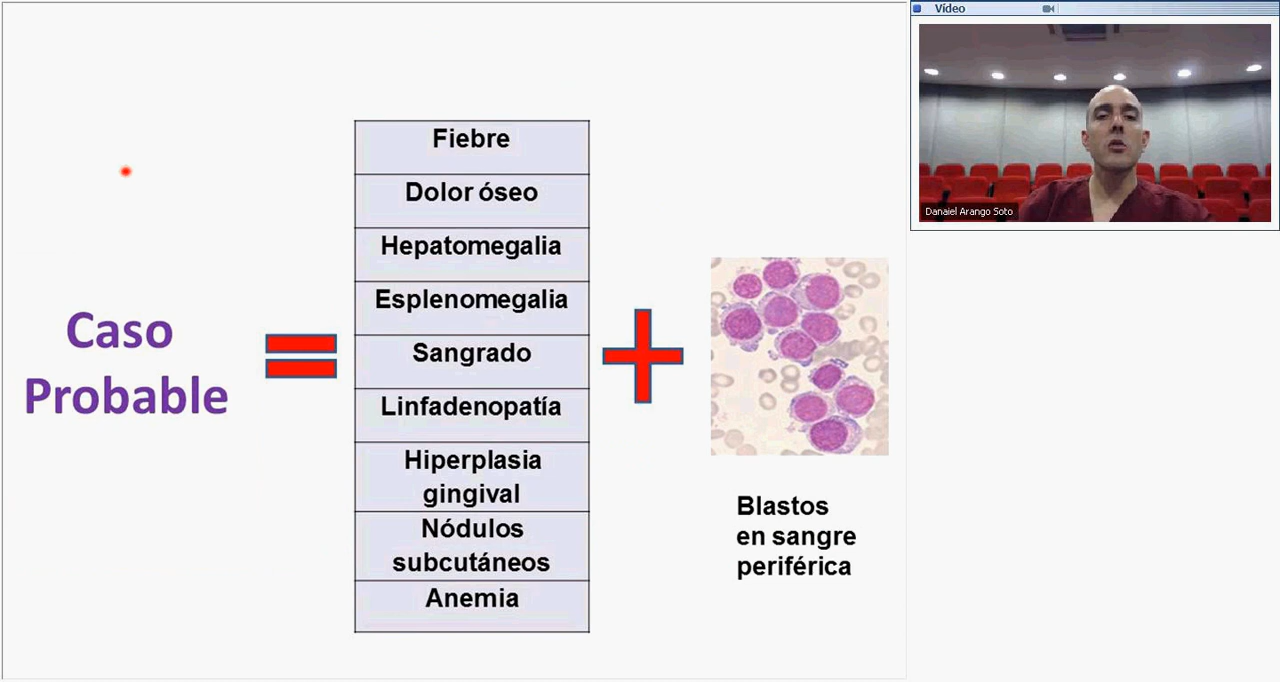 Vídeo
Danaiel Arango Soto
Caso
Probable
Fiebre
Dolor óseo
Hepatomegalia
Esplenomegalia
Sangrado
Linfadenopatía
Hiperplasia
gingival
Nódulos
subcutáneos
Anemia
Blastos
en sangre
periférica